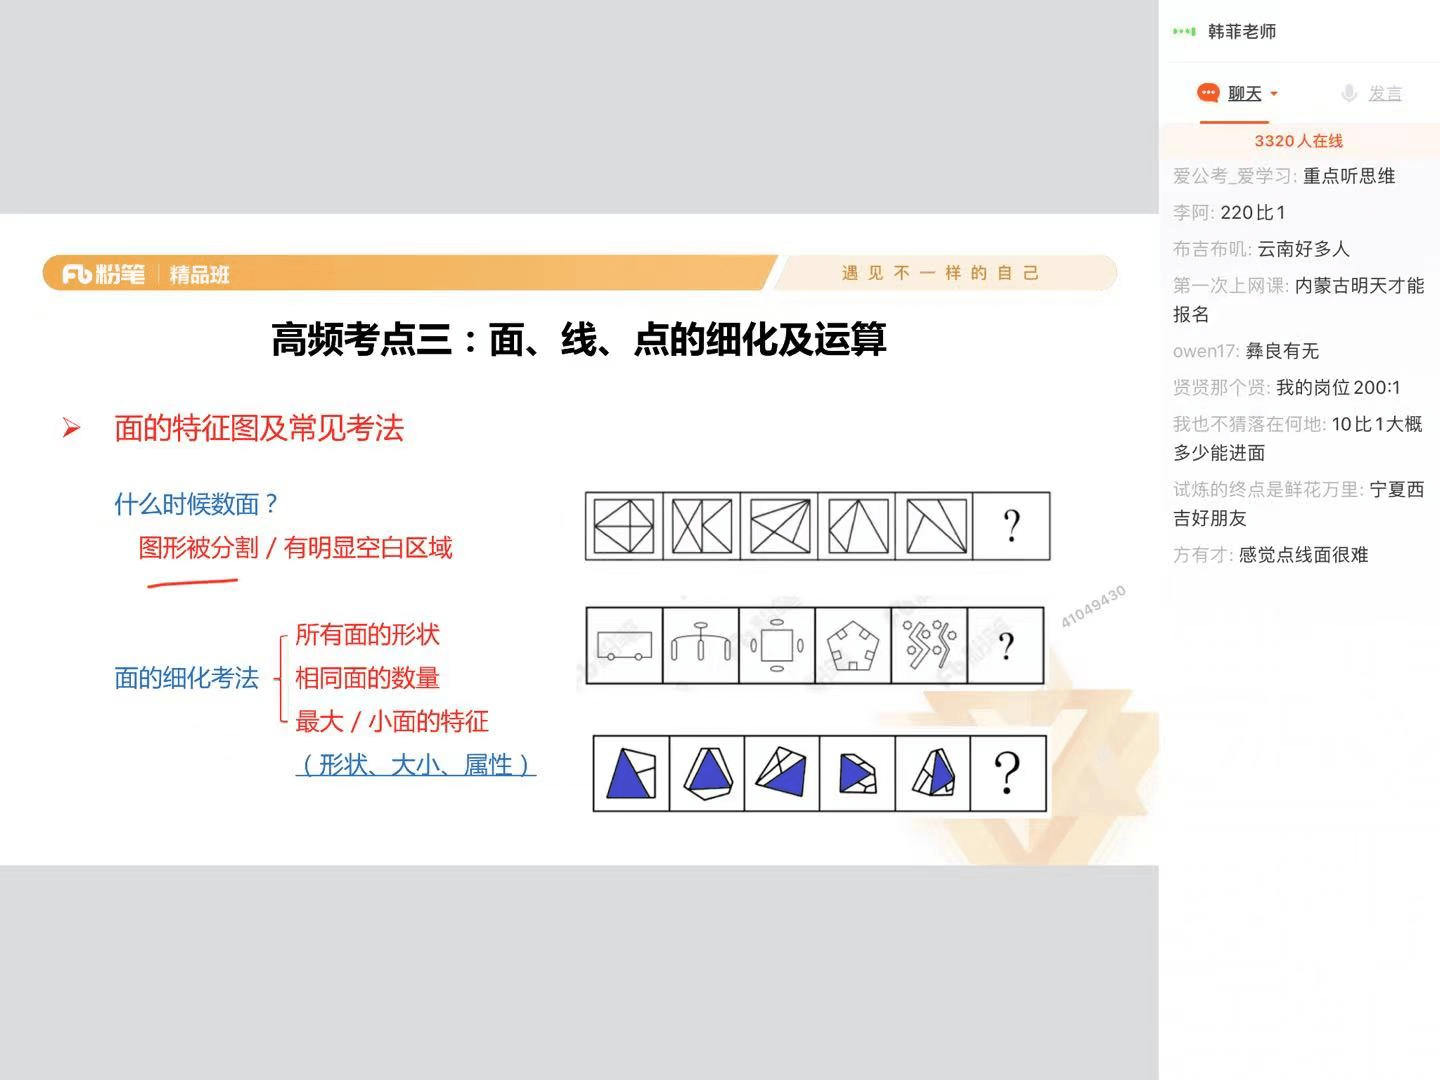 韩菲老师
聊天
发言
3320人在线
爱公考_爱学习: 重点听思维
李阿: 220比1
布吉布叽: 云南好多人
第一次上网课: 内蒙古明天才能
报名
owen17: 彝良有无
贤贤那个贤: 我的岗位200:1
我也不猜落在何地: 10比1大概
多少能进面
试炼的终点是鲜花万里: 宁夏西
吉好朋友
方有才: 感觉点线面很难
粉笔 精品班
遇见不一样的自己
高频考点三：面、线、点的细化及运算
面的特征图及常见考法
什么时候数面？
图形被分割 / 有明显空白区域
面的细化考法
所有面的形状
相同面的数量
最大 / 小面的特征
（形状、大小、属性）
?
?
?
41049430